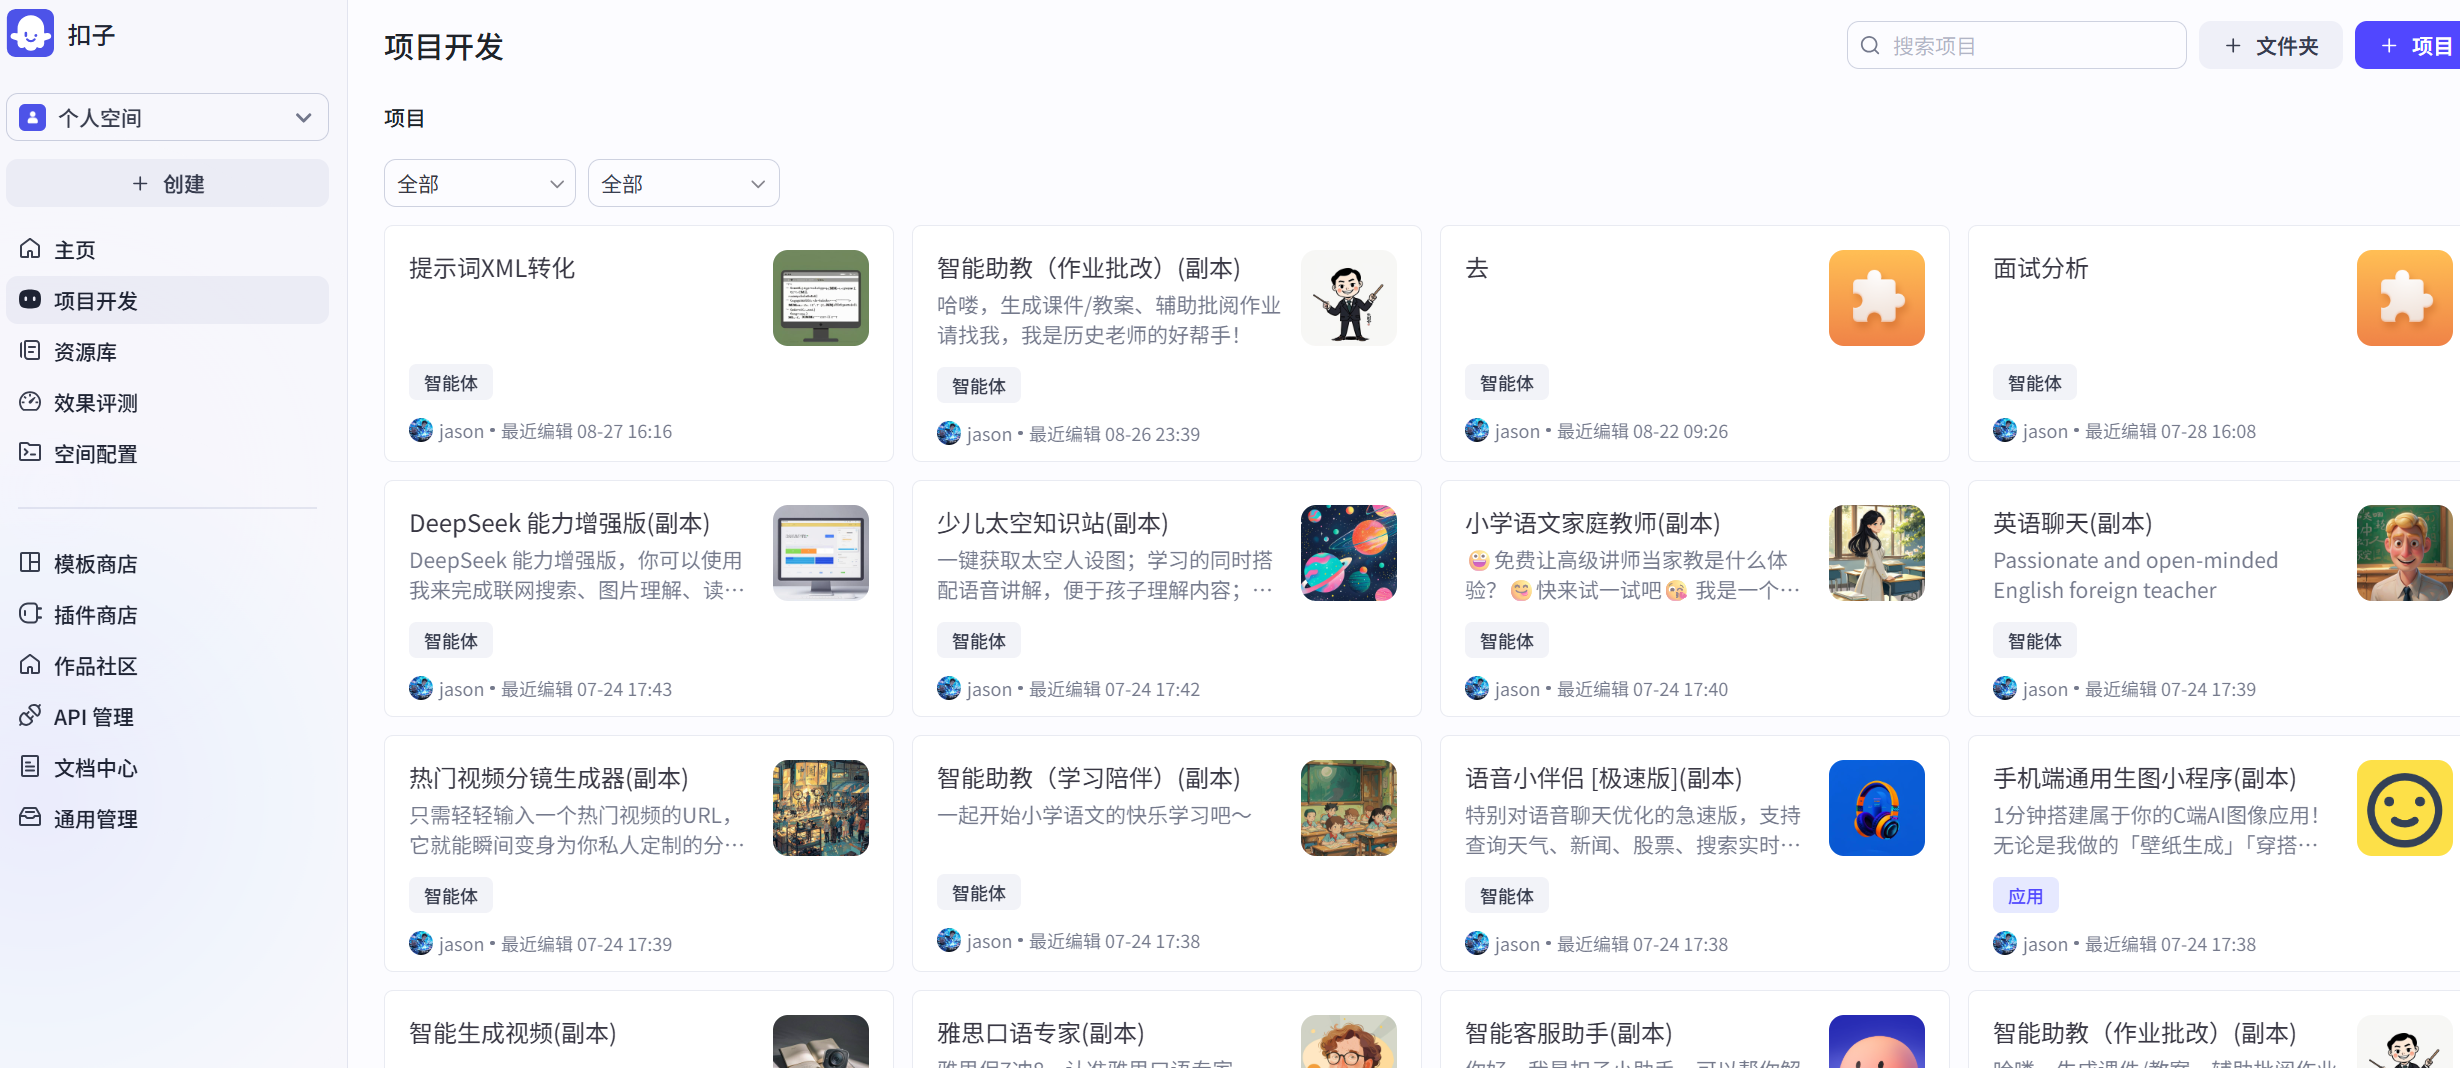 扣子
个人空间
创建
主页
项目开发
资源库
效果评测
空间配置
模板商店
插件商店
作品社区
API 管理
文档中心
通用管理
项目开发
搜索项目
文件夹
项目
项目
全部
全部
提示词XML转化
智能体
jason • 最近编辑 08-27 16:16
智能助教（作业批改）(副本)
哈喽，生成课件/教案、辅助批阅作业
请找我，我是历史老师的好帮手！
智能体
jason • 最近编辑 08-26 23:39
去
智能体
jason • 最近编辑 08-22 09:26
面试分析
智能体
jason • 最近编辑 07-28 16:08
DeepSeek 能力增强版(副本)
DeepSeek 能力增强版，你可以使用
我来完成联网搜索、图片理解、读…
智能体
jason • 最近编辑 07-24 17:43
少儿太空知识站(副本)
一键获取太空人设图；学习的同时搭
配语音讲解，便于孩子理解内容；…
智能体
jason • 最近编辑 07-24 17:42
小学语文家庭教师(副本)
😜免费让高级讲师当家教是什么体
验？😋快来试一试吧😘 我是一个…
智能体
jason • 最近编辑 07-24 17:40
英语聊天(副本)
Passionate and open-minded
English foreign teacher
智能体
jason • 最近编辑 07-24 17:39
热门视频分镜生成器(副本)
只需轻轻输入一个热门视频的URL，
它就能瞬间变身为你私人定制的分…
智能体
jason • 最近编辑 07-24 17:39
智能助教（学习陪伴）(副本)
一起开始小学语文的快乐学习吧～
智能体
jason • 最近编辑 07-24 17:38
语音小伴侣 [极速版](副本)
特别对语音聊天优化的急速版，支持
查询天气、新闻、股票、搜索实时…
智能体
jason • 最近编辑 07-24 17:38
手机端通用生图小程序(副本)
1分钟搭建属于你的C端AI图像应用！
无论是我做的「壁纸生成」「穿搭…
应用
jason • 最近编辑 07-24 17:38
智能生成视频(副本)
雅思口语专家(副本)
智能客服助手(副本)
你好，我是扣子小助手，可以帮你解
智能助教（作业批改）(副本)
哈喽，生成课件/教案、辅助批阅作业